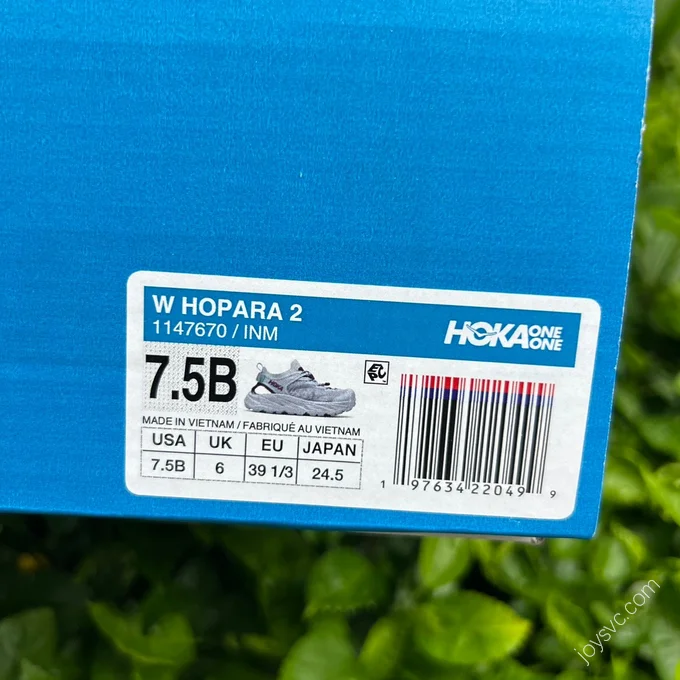 W HOPARA 2
1147670 / INM
HOKA ONE ONE
7.5B
MADE IN VIETNAM / FABRIQUÉ AU VIETNAM
USA UK EU JAPAN
7.5B 6 39 1/3 24.5
1 97634 22049 9
joysvc.com